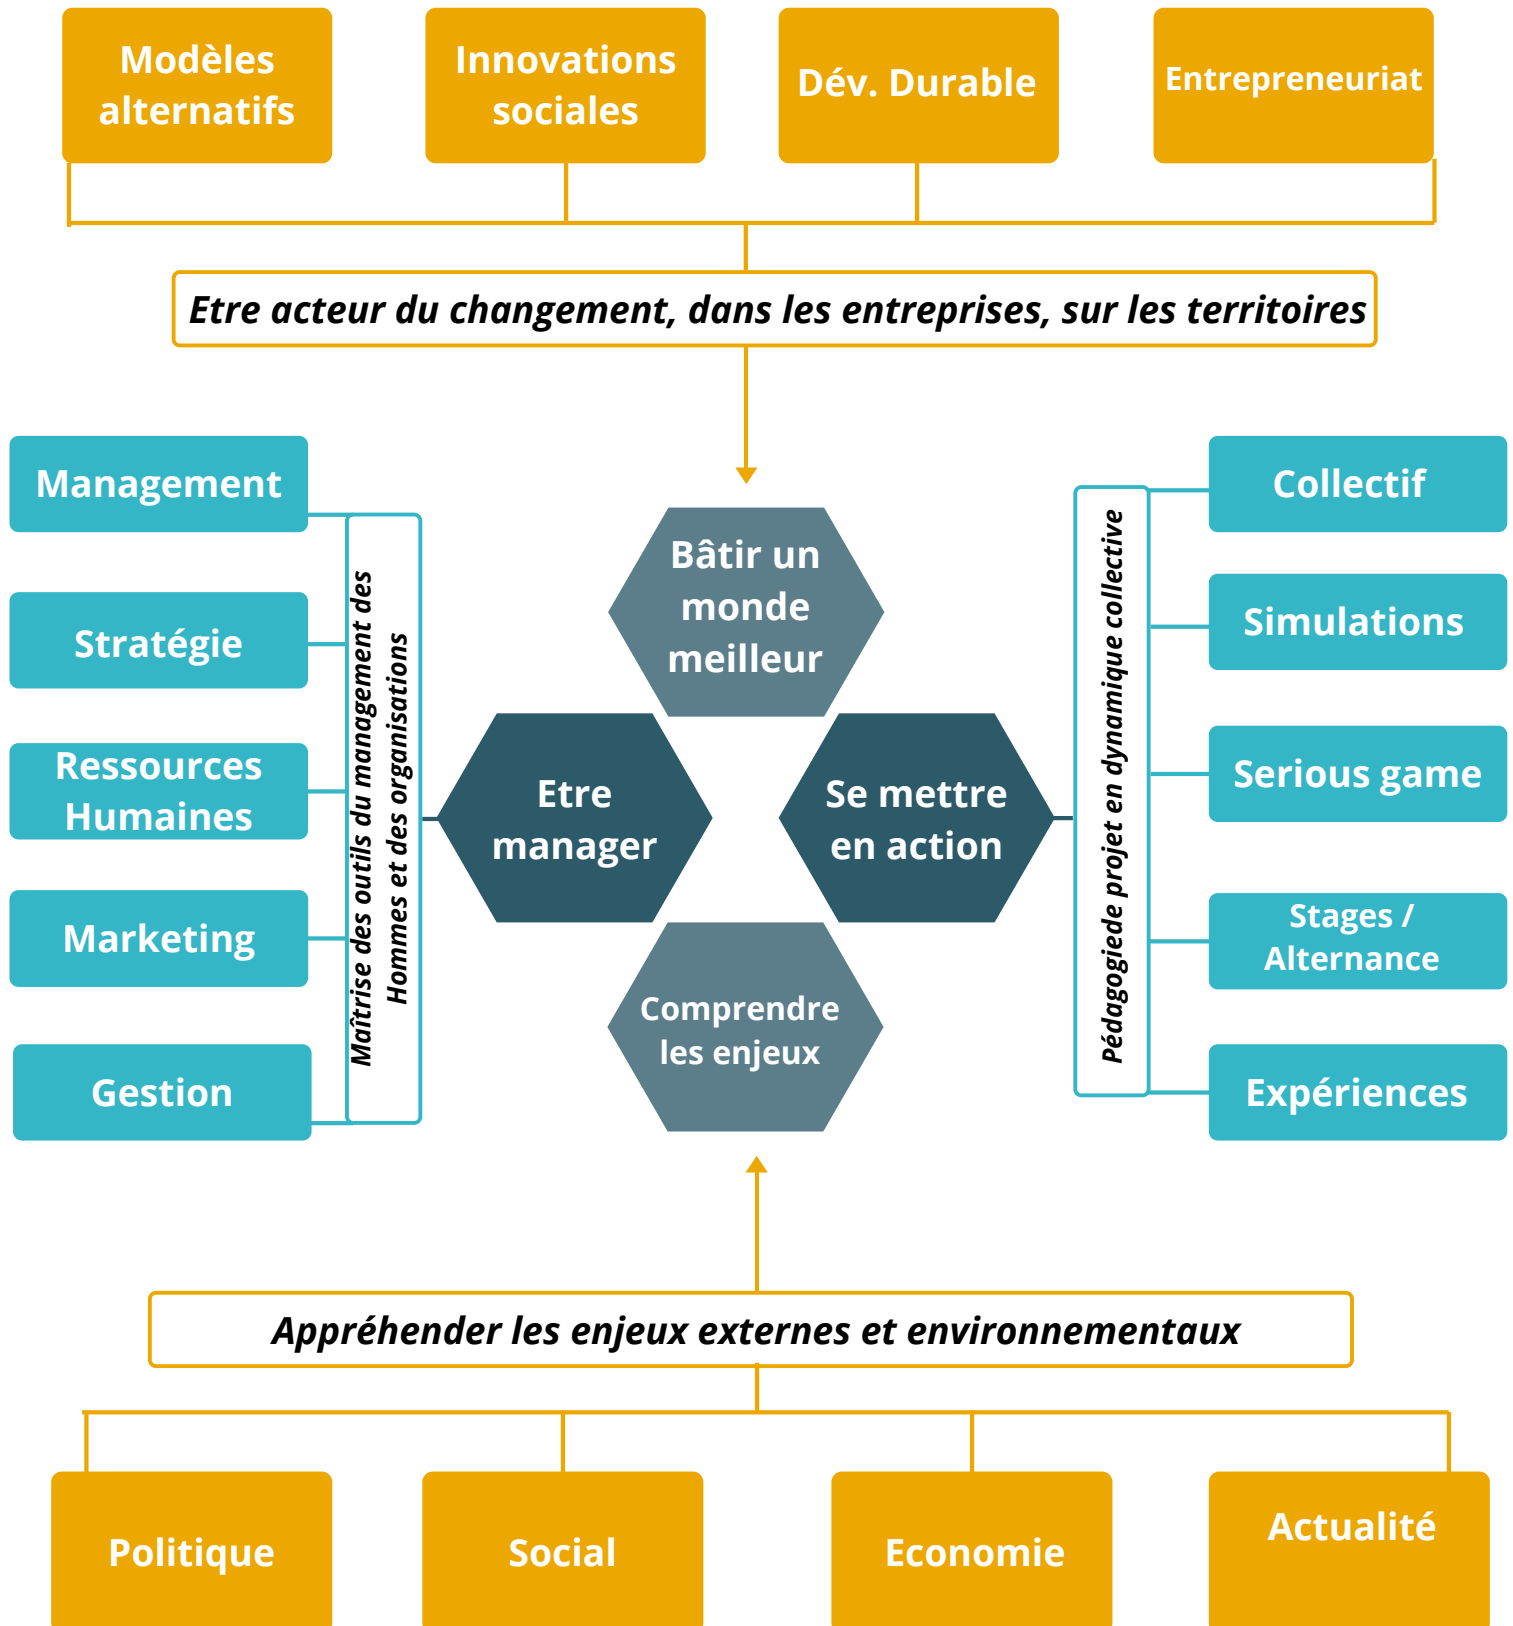 Modèles
alternatifs
Innovations
sociales
Dév. Durable
Entrepreneuriat
Etre acteur du changement, dans les entreprises, sur les territoires
Management
Stratégie
Ressources
Humaines
Marketing
Gestion
Maîtrise des outils du management des
Hommes et des organisations
Bâtir un
monde
meilleur
Etre
manager
Se mettre
en action
Comprendre
les enjeux
Pédagogiede projet en dynamique collective
Collectif
Simulations
Serious game
Stages /
Alternance
Expériences
Appréhender les enjeux externes et environnementaux
Politique
Social
Economie
Actualité